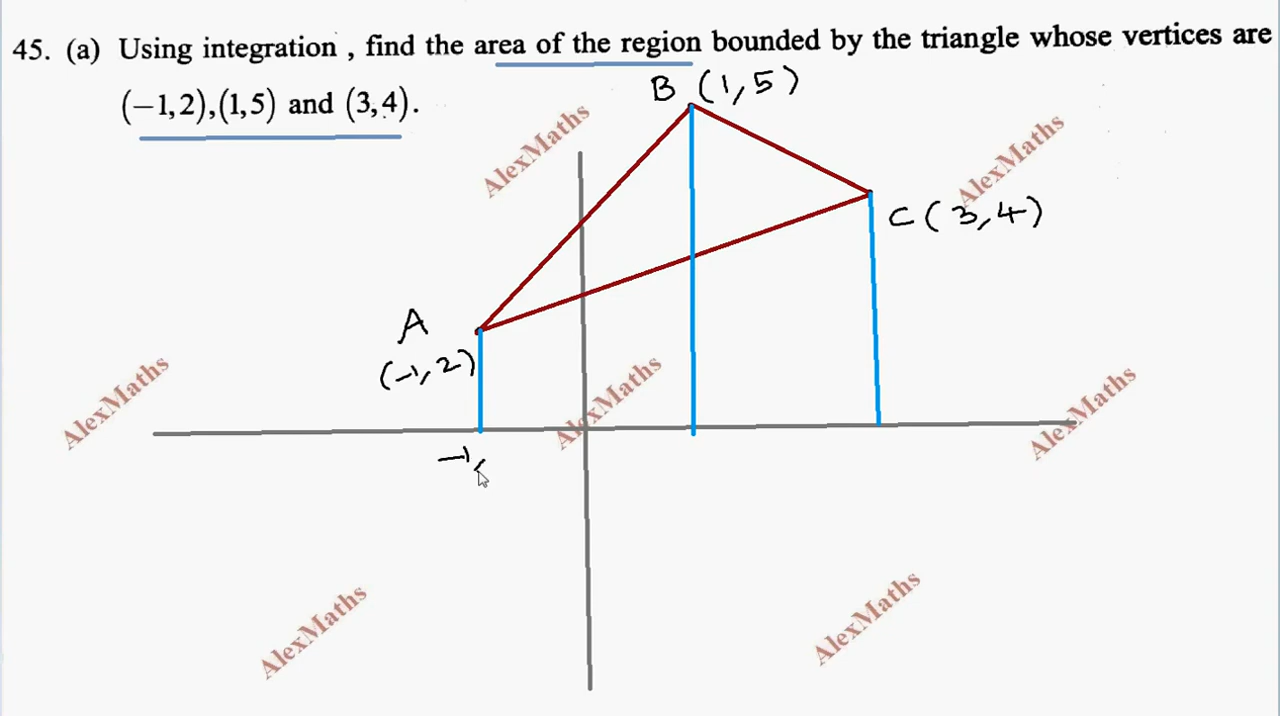 45. (a) Using integration , find the area of the region bounded by the triangle whose vertices are
(−1,2),(1,5) and (3,4).
B (1,5)
AlexMaths
AlexMaths
C (3,4)
A
(-1,2)
AlexMaths
AlexMaths
AlexMaths
-1
AlexMaths
AlexMaths